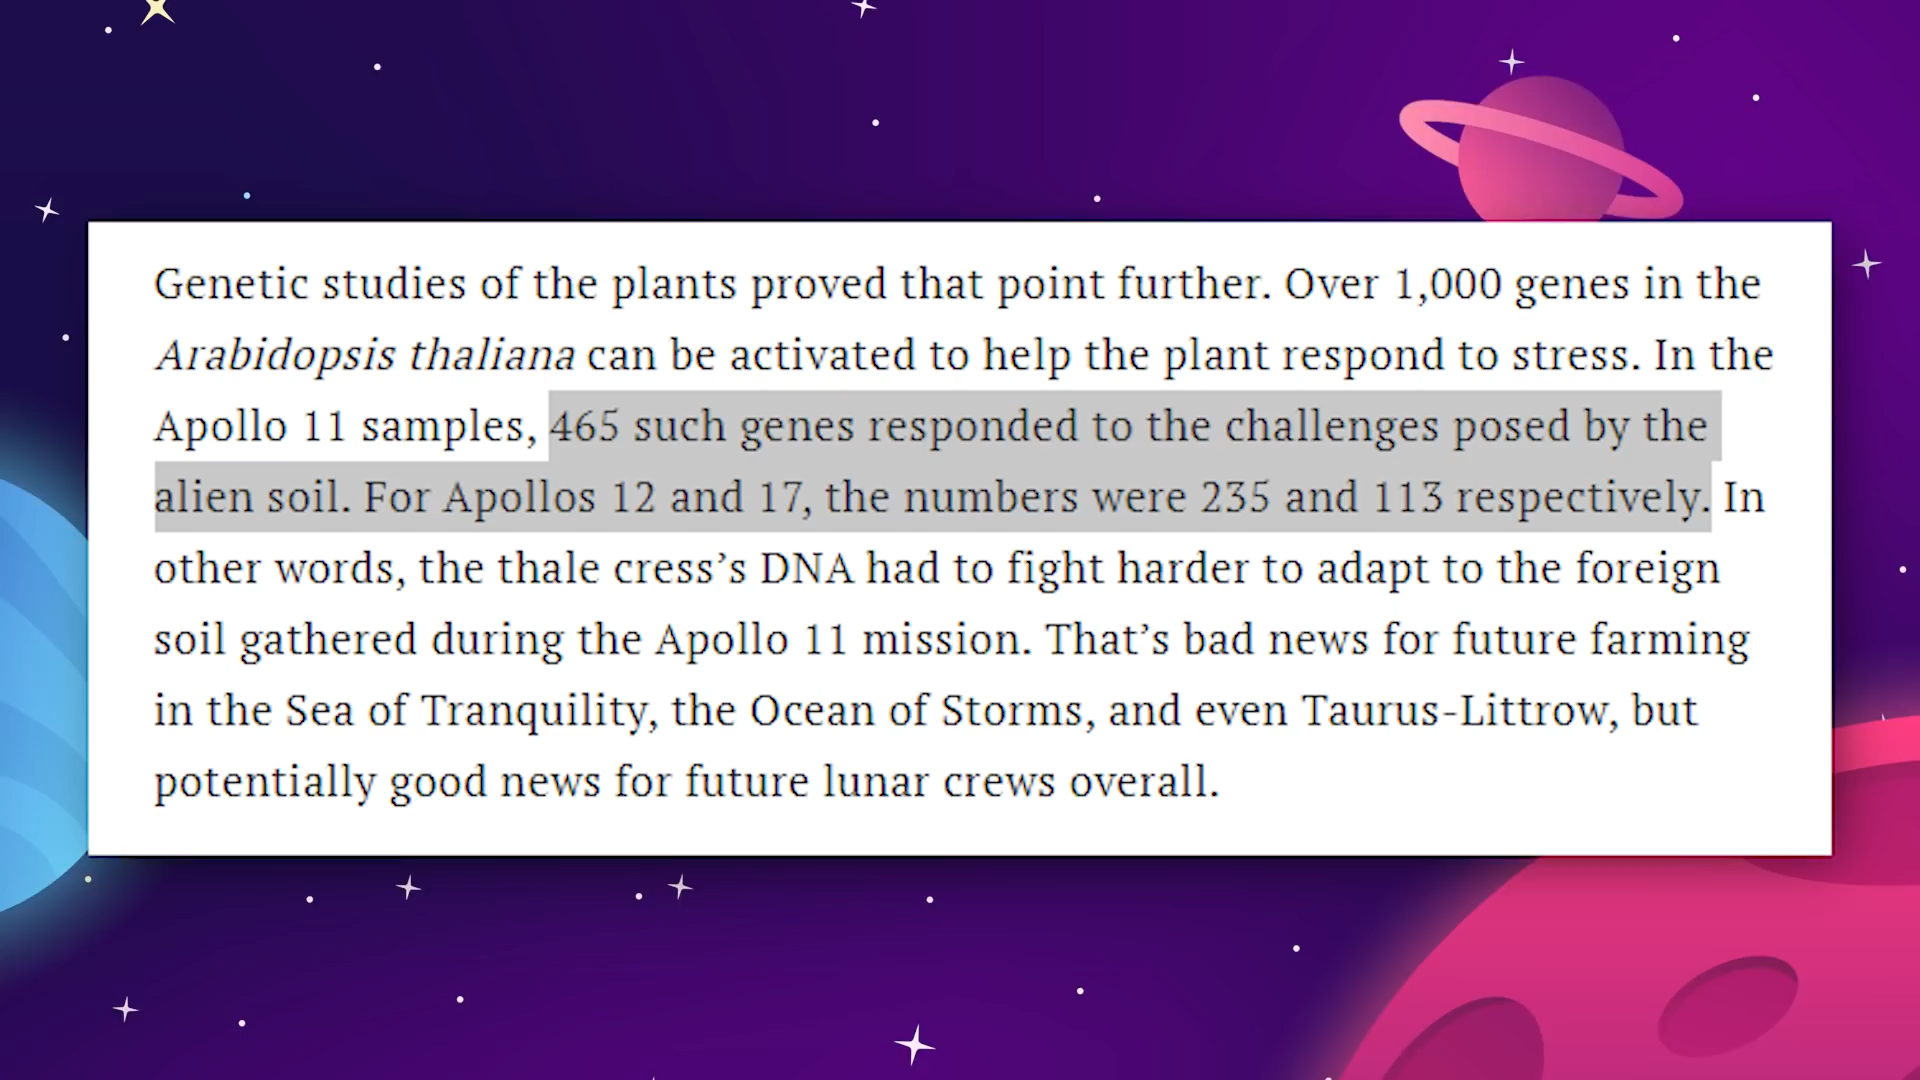 Genetic studies of the plants proved that point further. Over 1,000 genes in the
Arabidopsis thaliana can be activated to help the plant respond to stress. In the
Apollo 11 samples, 465 such genes responded to the challenges posed by the
alien soil. For Apollos 12 and 17, the numbers were 235 and 113 respectively. In
other words, the thale cress’s DNA had to fight harder to adapt to the foreign
soil gathered during the Apollo 11 mission. That’s bad news for future farming
in the Sea of Tranquility, the Ocean of Storms, and even Taurus-Littrow, but
potentially good news for future lunar crews overall.